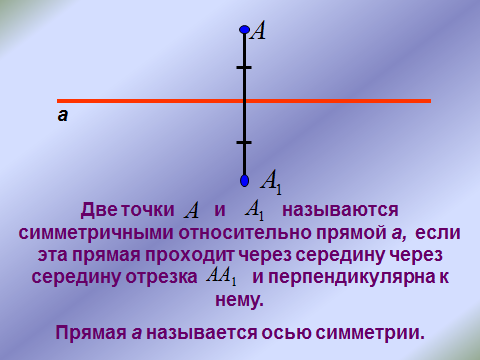 A
a
A₁
Две точки A и A₁ называются
симметричными относительно прямой а, если
эта прямая проходит через середину через
середину отрезка AA₁ и перпендикулярна к
нему.
Прямая а называется осью симметрии.